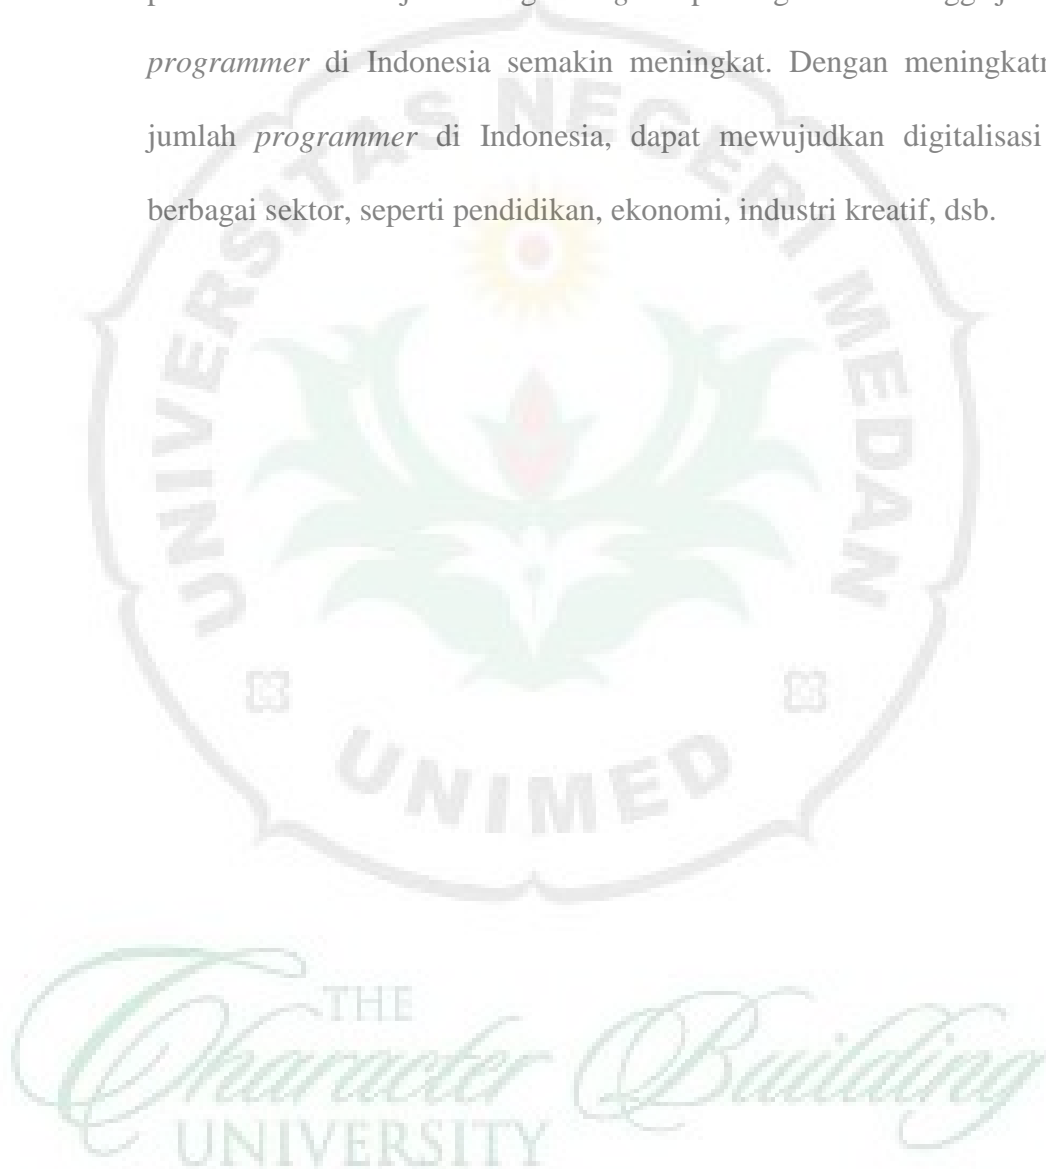 programmer di Indonesia semakin meningkat. Dengan
jumlah programmer di Indonesia, dapat mewujudkan digitalisasi
berbagai sektor, seperti pendidikan, ekonomi, industri kreatif, dsb.
UNIVERSITAS NEGERI MEDAN
UNIMED
THE
Character Building
UNIVERSITY